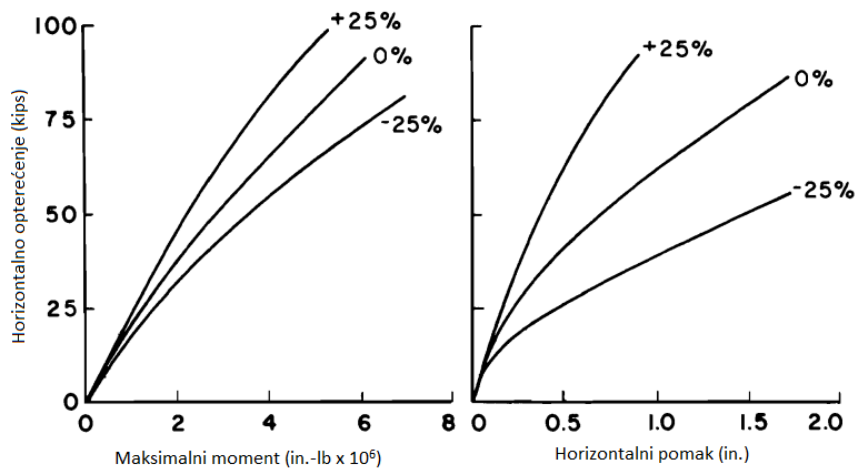 Horizontalno opterećenje (kips)
100
75
50
25
0
+25%
0%
-25%
0 2 4 6 8
Maksimalni moment (in.-lb x 10⁶)
+25%
0%
-25%
0 0.5 1.0 1.5 2.0
Horizontalni pomak (in.)